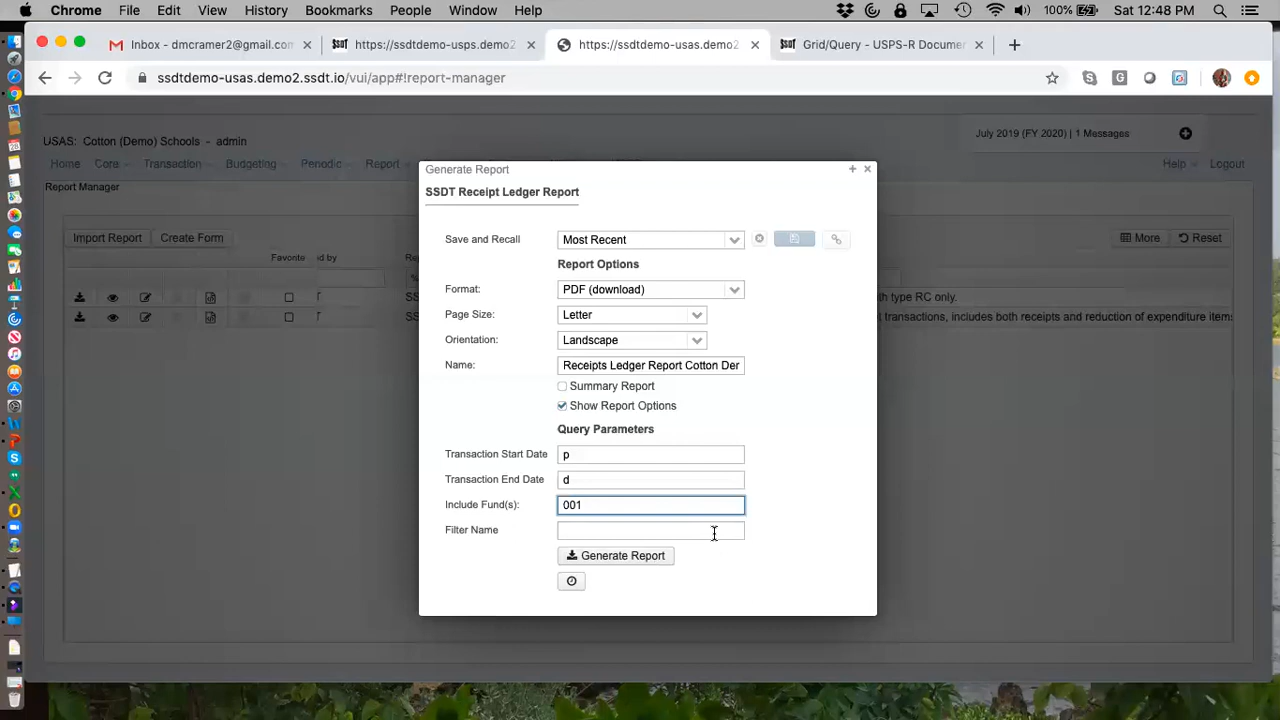 Chrome File Edit View History Bookmarks People Window Help 100% Sat 12:48 PM
Inbox - dmcramer2@gmail.con × https://ssdtdemo-usps.demo2 × https://ssdtdemo-usas.demo2 × Grid/Query - USPS-R Documen × +
ssdtdemo-usas.demo2.ssdt.io/vui/app#!report-manager
USAS: Cotton (Demo) Schools - admin July 2019 (FY 2020) | 1 Messages
Home Core Transaction Budgeting Periodic Report Help Logout
Report Manager
Generate Report
SSDT Receipt Ledger Report
Import Report Create Form More Reset
Favorite d by Re
Save and Recall Most Recent
Report Options
Format: PDF (download)
SS th type RC only.
Page Size: Letter
SS t transactions, includes both receipts and reduction of expenditure items
Orientation: Landscape
Name: Receipts Ledger Report Cotton Der
Summary Report
Show Report Options
Query Parameters
Transaction Start Date p
Transaction End Date d
Include Fund(s): 001
Filter Name
Generate Report